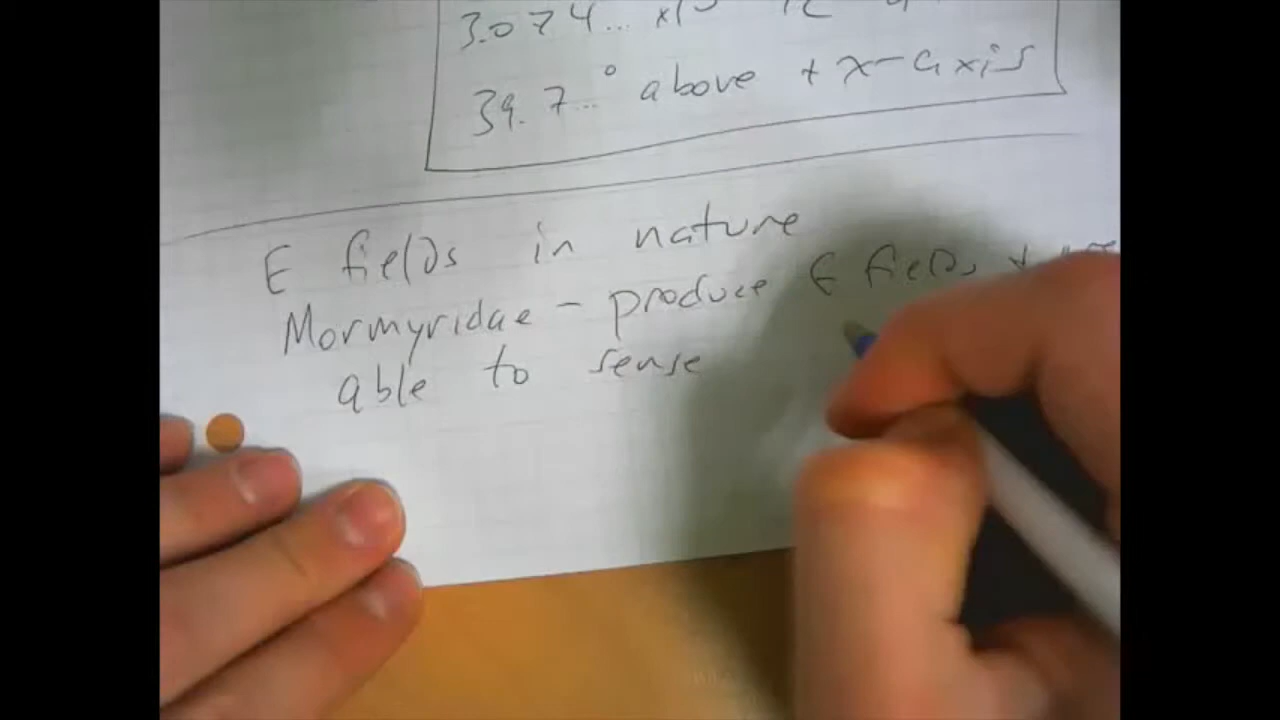 3.074... x10
39.7...° above + x-axis
E fields in nature
Mormyridae - produce E fields +
able to sense